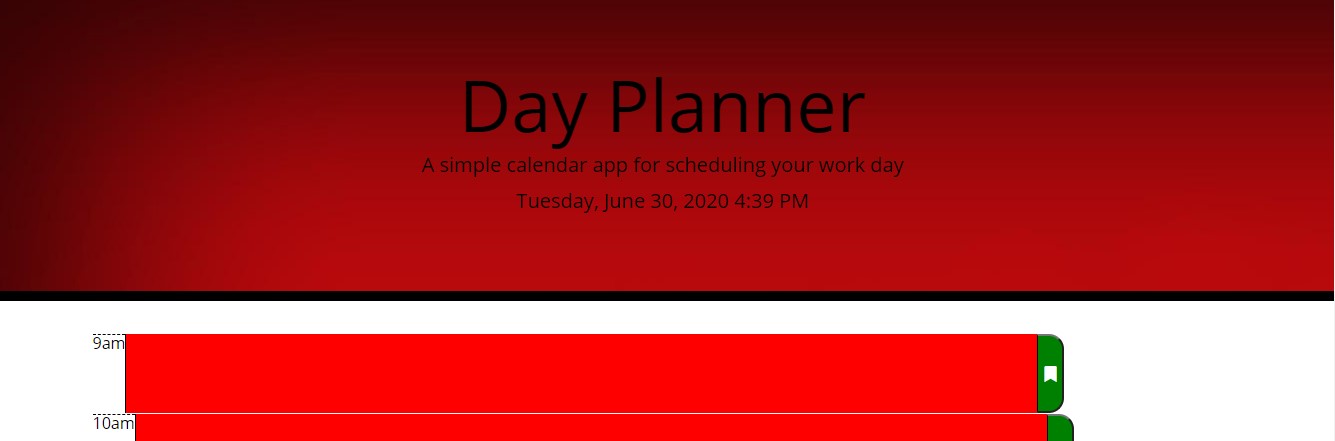 Day Planner
A simple calendar app for scheduling your work day
Tuesday, June 30, 2020 4:39 PM
9am
10am